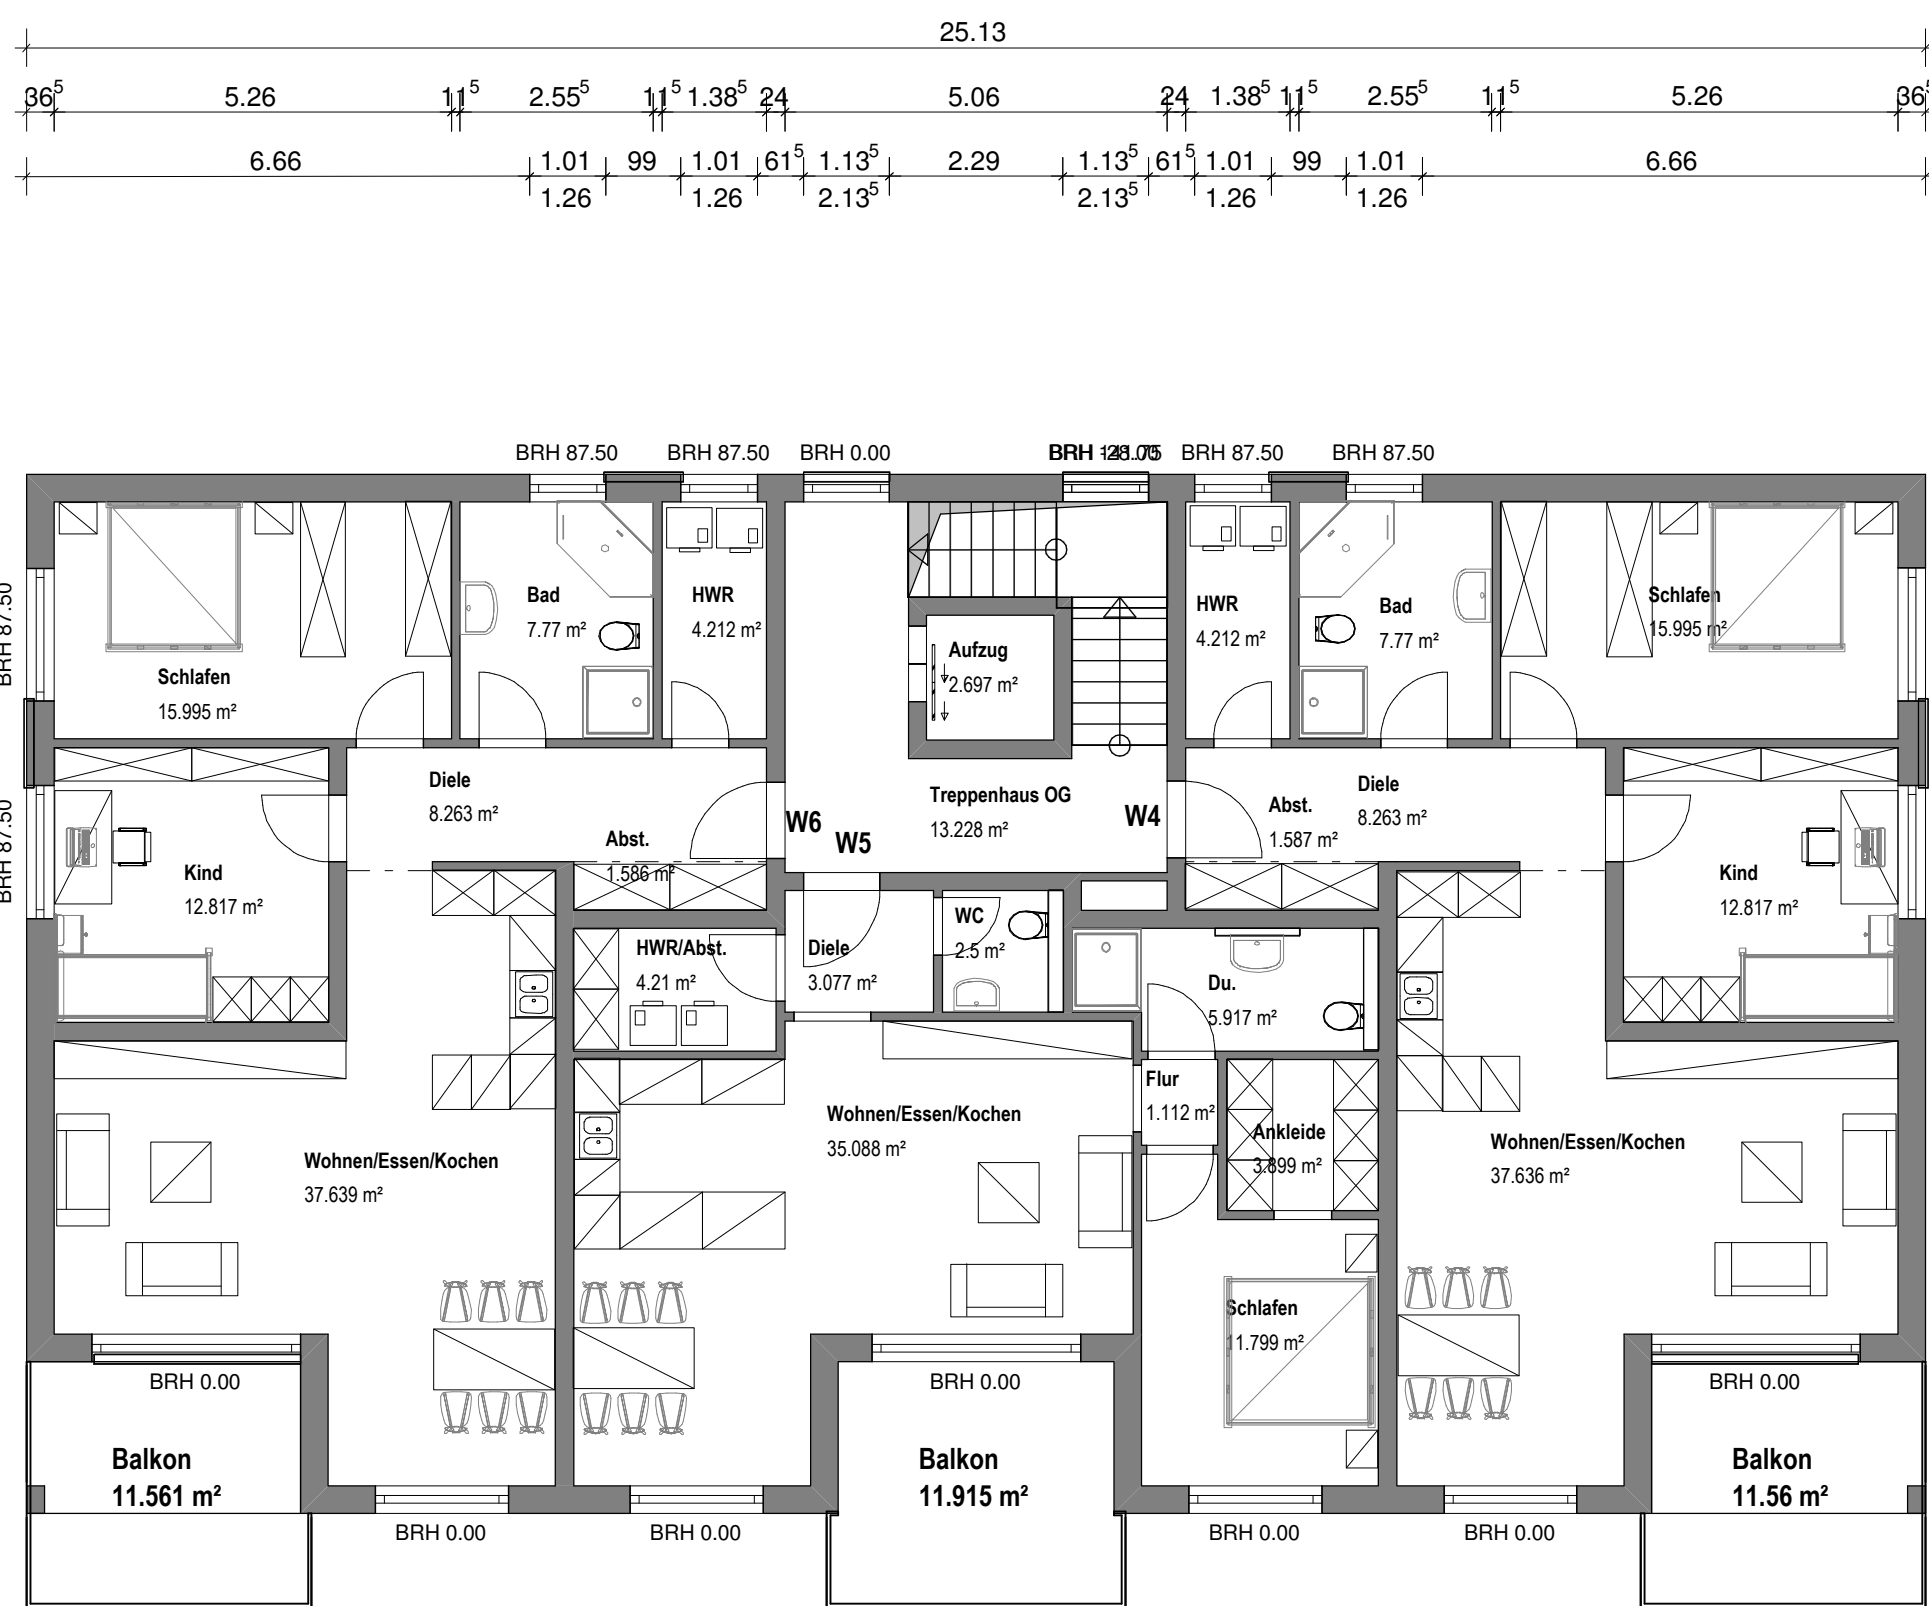 25.13
36⁵ 5.26 11⁵ 2.55⁵ 11⁵ 1.38⁵ 24 5.06 24 1.38⁵ 11⁵ 2.55⁵ 11⁵ 5.26 36⁵
6.66 1.01 99 1.01 61⁵ 1.13⁵ 2.29 1.13⁵ 61⁵ 1.01 99 1.01 6.66
1.26 1.26 2.13⁵ 2.13⁵ 1.26 1.26
BRH 87.50 BRH 87.50 BRH 0.00 BRH BRH 87.50 BRH 87.50
BRH 87.50
BRH 87.50
Schlafen
15.995 m²
Bad
7.77 m²
HWR
4.212 m²
Aufzug
2.697 m²
HWR
4.212 m²
Bad
7.77 m²
Schlafen
15.995 m²
Diele
8.263 m²
Abst.
1.586 m²
W6
W5
Treppenhaus OG
13.228 m²
W4
Abst.
1.587 m²
Diele
8.263 m²
Kind
12.817 m²
Kind
12.817 m²
HWR/Abst.
4.21 m²
Diele
3.077 m²
WC
2.5 m²
Du.
5.917 m²
Flur
1.112 m²
Ankleide
3.899 m²
Wohnen/Essen/Kochen
37.639 m²
Wohnen/Essen/Kochen
35.088 m²
Wohnen/Essen/Kochen
37.636 m²
Schlafen
11.799 m²
BRH 0.00 BRH 0.00 BRH 0.00
Balkon
11.561 m²
Balkon
11.915 m²
Balkon
11.56 m²
BRH 0.00 BRH 0.00 BRH 0.00 BRH 0.00